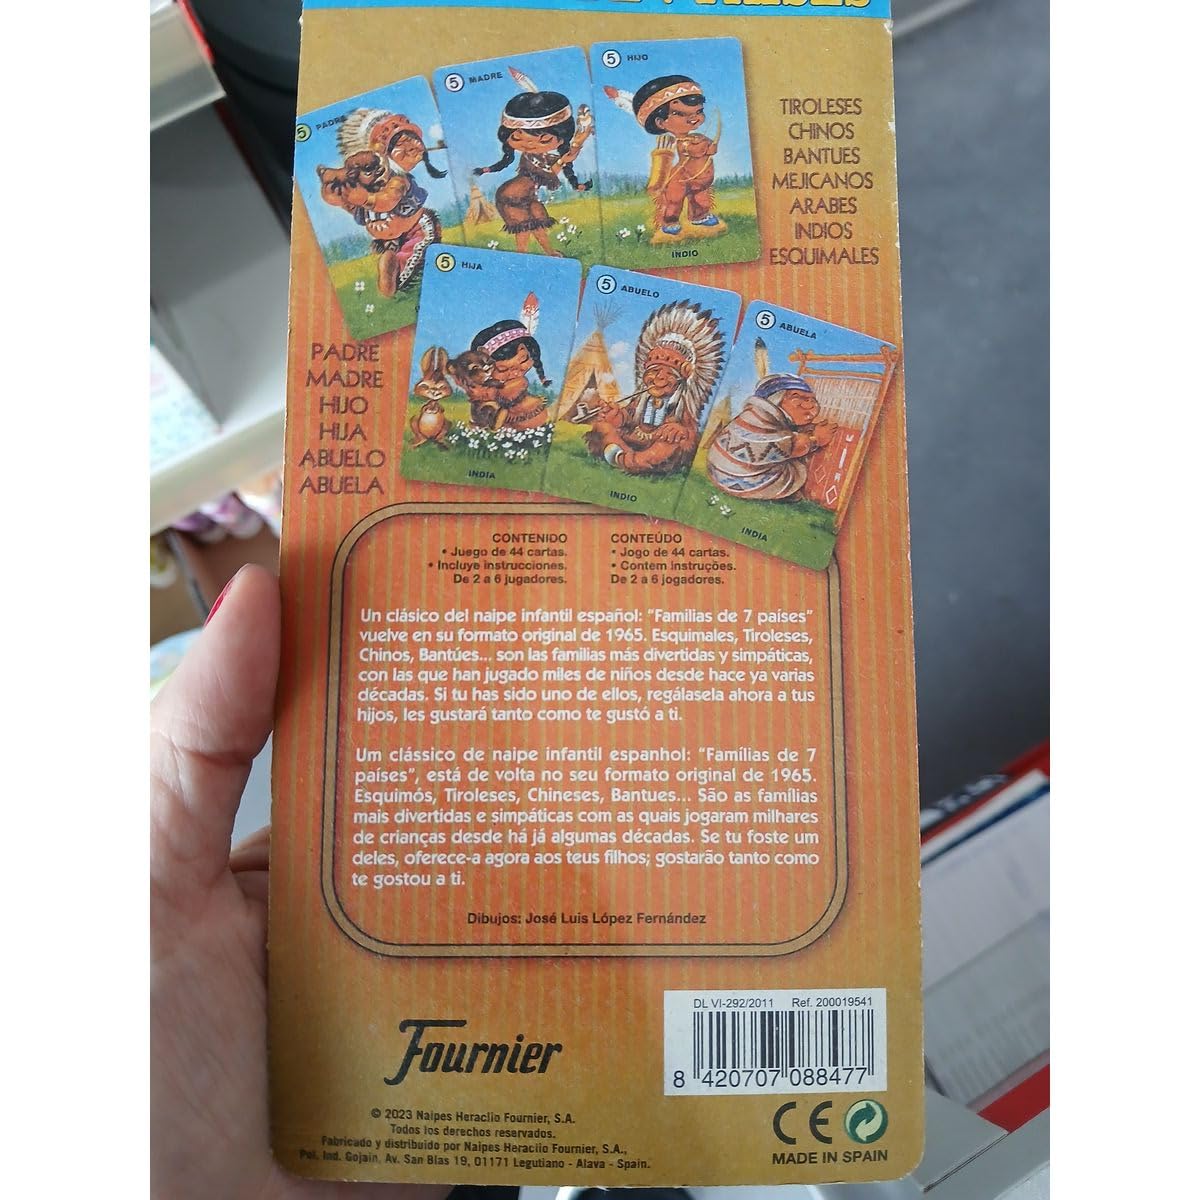 5 PADRE
5 MADRE
5 HIJO
INDIO
TIROLESES
CHINOS
BANTUES
MEJICANOS
ARABES
INDIOS
ESQUIMALES
5 HIJA
INDIA
5 ABUELO
INDIO
5 ABUELA
INDIA
PADRE
MADRE
HIJO
HIJA
ABUELO
ABUELA
CONTENIDO
• Juego de 44 cartas.
• Incluye instrucciones.
De 2 a 6 jugadores.
CONTEÚDO
• Jogo de 44 cartas.
• Contem Instruções.
De 2 a 6 jogadores.
Un clásico del naipe infantil español: "Familias de 7 países"
vuelve en su formato original de 1965. Esquimales, Tiroleses,
Chinos, Bantúes... son las familias más divertidas y simpáticas,
con las que han jugado miles de niños desde hace ya varias
décadas. Si tu has sido uno de ellos, regálasela ahora a tus
hijos, les gustará tanto como te gustó a ti.
Um clássico de naipe infantil espanhol: "Famílias de 7
países", está de volta no seu formato original de 1965.
Esquimós, Tiroleses, Chineses, Bantues... São as famílias
mais divertidas e simpáticas com as quais jogaram milhares
de crianças desde há já algumas décadas. Se tu foste um
deles, oferece-a agora aos teus filhos; gostarão tanto como
te gostou a ti.
Dibujos: José Luis López Fernández
DL VI-292/2011 Ref. 200019541
8 420707 088477
Fournier
© 2023 Naipes Heraclio Fournier, S.A.
Todos los derechos reservados.
Fabricado y distribuido por Naipes Heraclio Fournier, S.A.,
Pol. Ind. Gojain, Av. San Blas 19, 01171 Legutiano - Alava - Spain.
CE
MADE IN SPAIN